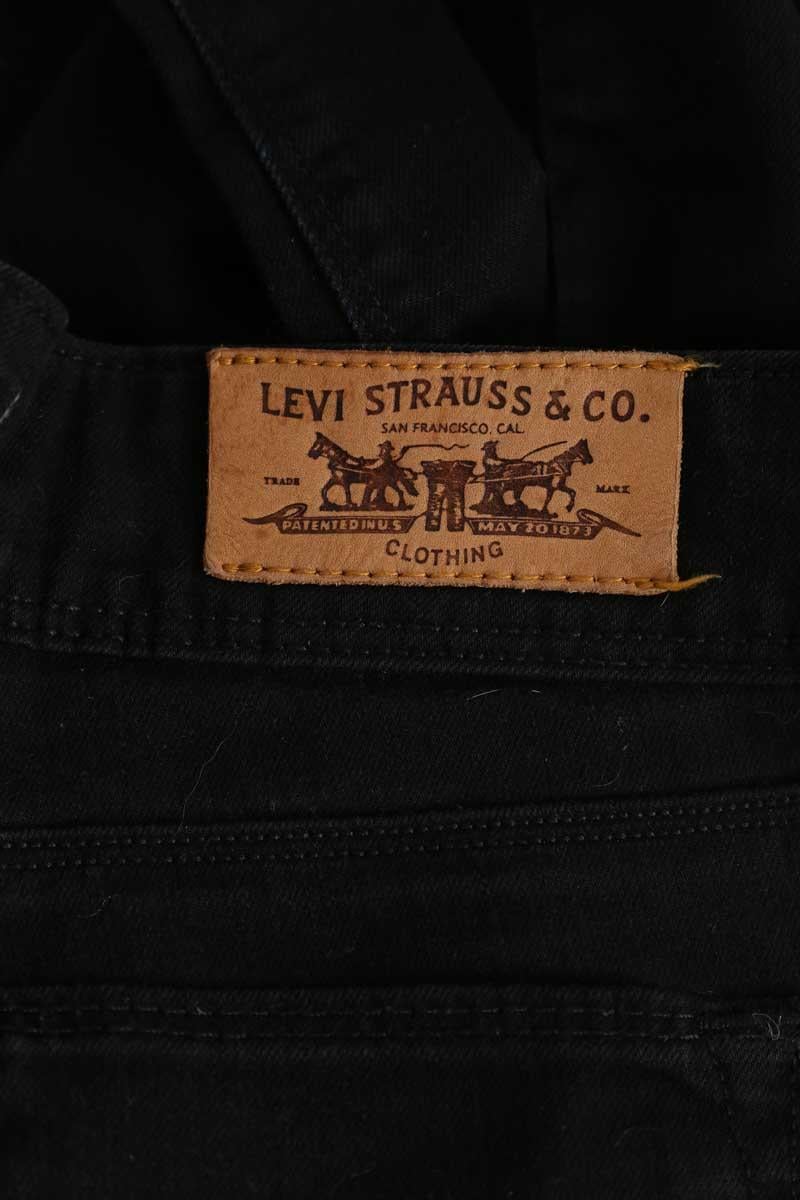 LEVI STRAUSS & CO.
SAN FRANCISCO, CAL.
TRADE MARK
PATENTED IN U.S MAY 20 1873
CLOTHING